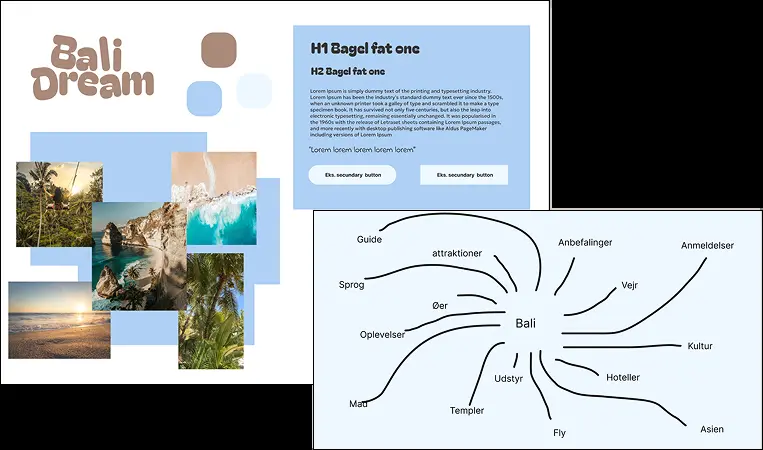 Bali
Dream
H1 Bagel fat one
H2 Bagel fat one
Lorem Ipsum is simply dummy text of the printing and typesetting industry.
Lorem Ipsum has been the industry's standard dummy text ever since the 1500s,
when an unknown printer took a galley of type and scrambled it to make a type
specimen book. It has survived not only five centuries, but also the leap into
electronic typesetting, remaining essentially unchanged. It was popularised in
the 1960s with the release of Letraset sheets containing Lorem Ipsum passages,
and more recently with desktop publishing software like Aldus PageMaker
including versions of Lorem Ipsum
"Lorem lorem lorem lorem lorem"
Eks. secundary button
Eks. secundary button
Guide
attraktioner
Anbefalinger
Anmeldelser
Sprog
Vejr
Øer
Bali
Oplevelser
Kultur
Udstyr
Hoteller
Mad
Templer
Fly
Asien